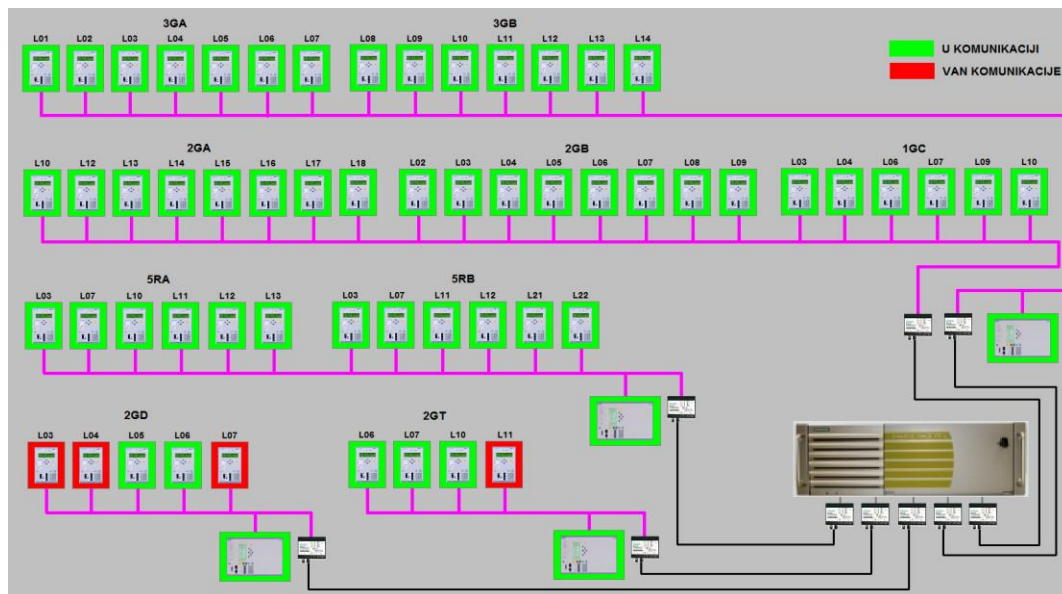 3GA 3GB
L01 L02 L03 L04 L05 L06 L07 L08 L09 L10 L11 L12 L13 L14
U KOMUNIKACIJI
VAN KOMUNIKACIJE
2GA 2GB 1GC
L10 L12 L13 L14 L15 L16 L17 L18 L02 L03 L04 L05 L06 L07 L08 L09 L03 L04 L06 L07 L09 L10
5RA 5RB
L03 L07 L10 L11 L12 L13 L03 L07 L11 L12 L21 L22
2GD 2GT
L03 L04 L05 L06 L07 L06 L07 L10 L11